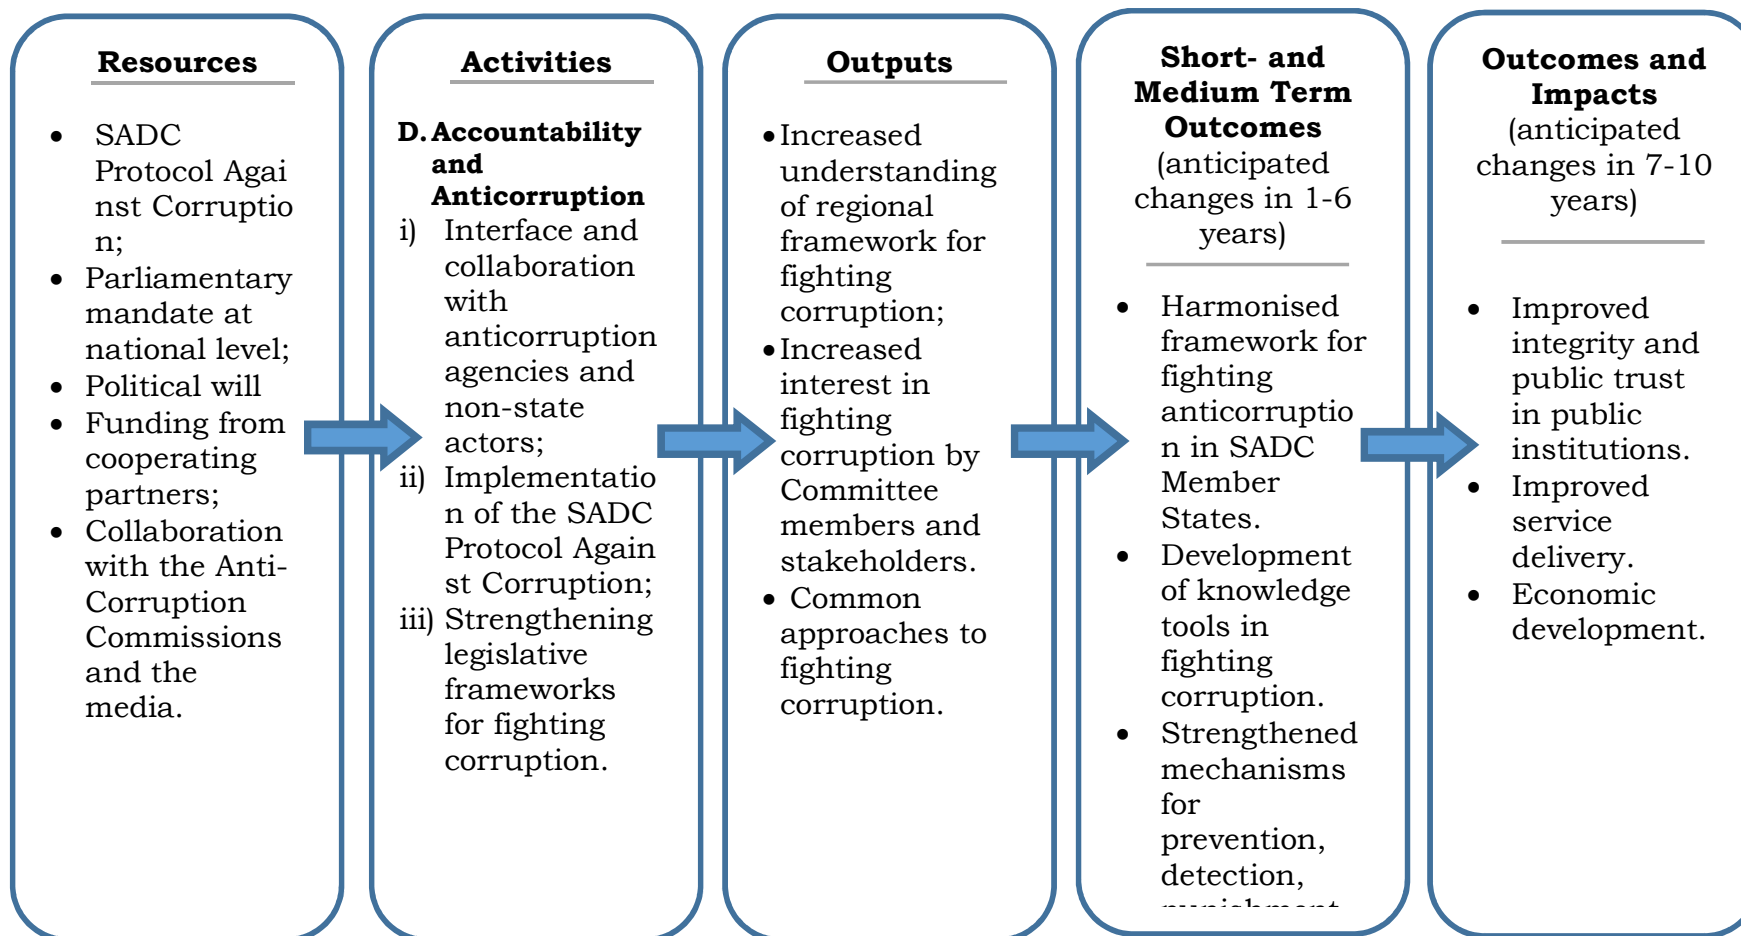 Resources
• SADC
Protocol Agai
nst Corruptio
n;
• Parliamentary
mandate at
national level;
• Political will
• Funding from
cooperating
partners;
• Collaboration
with the Anti-
Corruption
Commissions
and the
media.
Activities
D. Accountability
and
Anticorruption
i) Interface and
collaboration
with
anticorruption
agencies and
non-state
actors;
ii) Implementatio
n of the SADC
Protocol Again
st Corruption;
iii) Strengthening
legislative
frameworks
for fighting
corruption.
Outputs
• Increased
understanding
of regional
framework for
fighting
corruption;
• Increased
interest in
fighting
corruption by
Committee
members and
stakeholders.
• Common
approaches to
fighting
corruption.
Short- and
Medium Term
Outcomes
(anticipated
changes in 1-6
years)
• Harmonised
framework for
fighting
anticorruptio
n in SADC
Member
States.
• Development
of knowledge
tools in
fighting
corruption.
• Strengthened
mechanisms
for
prevention,
detection,
Outcomes and
Impacts
(anticipated
changes in 7-10
years)
• Improved
integrity and
public trust
in public
institutions.
• Improved
service
delivery.
• Economic
development.